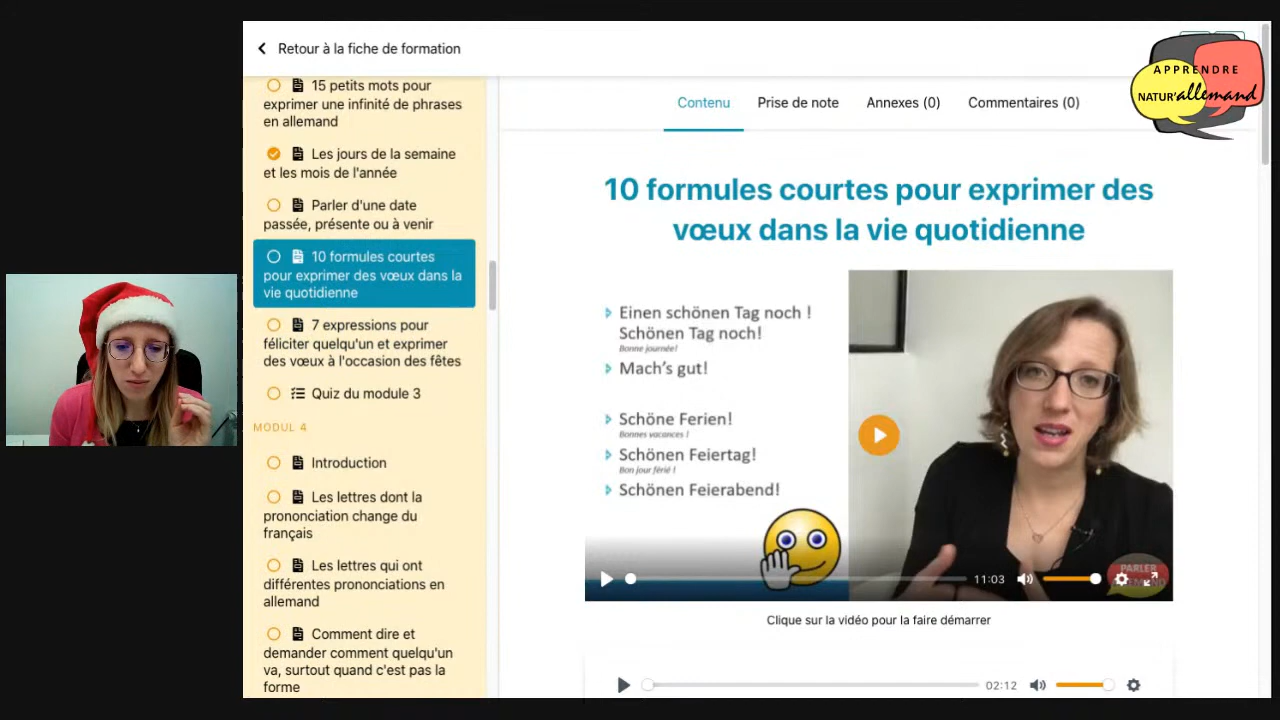 Retour à la fiche de formation
15 petits mots pour
exprimer une infinité de phrases
en allemand
Les jours de la semaine
et les mois de l'année
Parler d'une date
passée, présente ou à venir
10 formules courtes
pour exprimer des vœux dans la
vie quotidienne
7 expressions pour
féliciter quelqu'un et exprimer
des vœux à l'occasion des fêtes
Quiz du module 3
MODUL 4
Introduction
Les lettres dont la
prononciation change du
français
Les lettres qui ont
différentes prononciations en
allemand
Comment dire et
demander comment quelqu'un
va, surtout quand c'est pas la
forme
Contenu
Prise de note
Annexes (0)
Commentaires (0)
APPRENDRE
NATUR'allemand
10 formules courtes pour exprimer des
vœux dans la vie quotidienne
Einen schönen Tag noch !
Schönen Tag noch!
Bonne journée!
Mach's gut!
Schöne Ferien!
Bonnes vacances !
Schönen Feiertag!
Bon jour férié !
Schönen Feierabend!
PARLER
ALLEMAND
11:03
Clique sur la vidéo pour la faire démarrer
02:12